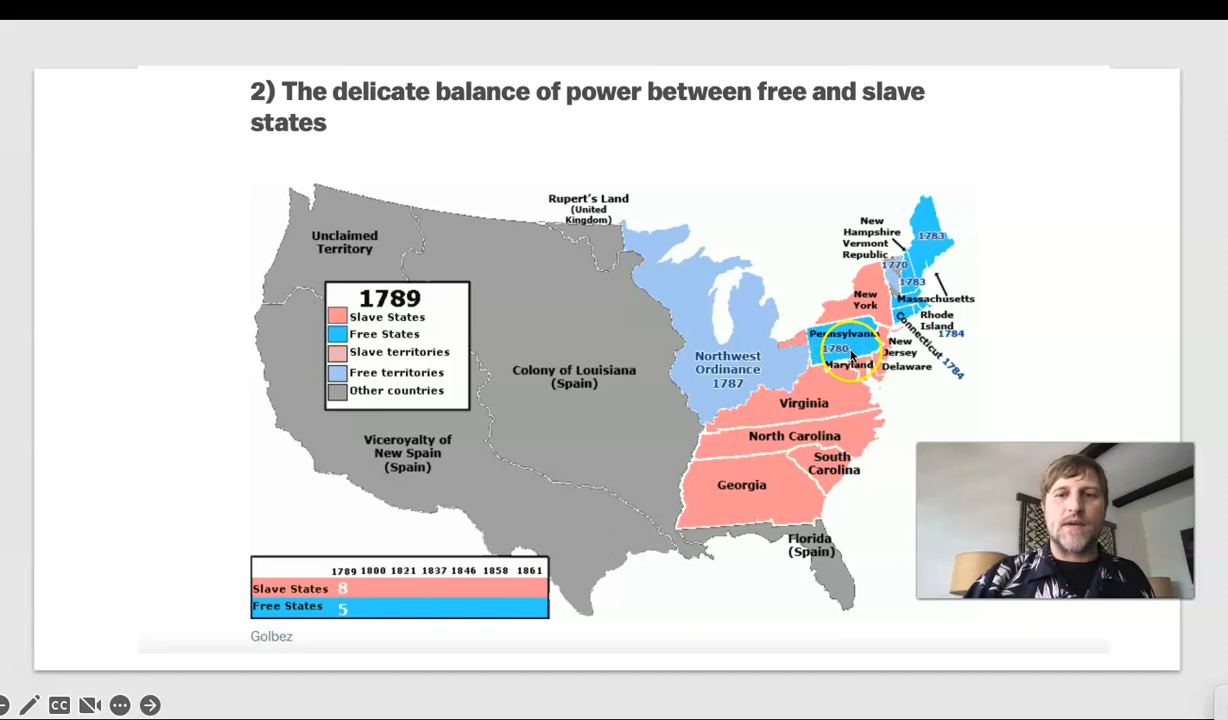 2) The delicate balance of power between free and slave
states
Rupert's Land
(United
Kingdom)
Unclaimed
Territory
New
Hampshire
Vermont
Republic
1783
1770
1783
Massachusetts
New
York
Rhode
Island
1784
Connecticut 1784
Pennsylvania
1780
New
Jersey
Maryland
Delaware
1789
Slave States
Free States
Slave territories
Free territories
Other countries
Northwest
Ordinance
1787
Colony of Louisiana
(Spain)
Virginia
North Carolina
South
Carolina
Georgia
Viceroyalty of
New Spain
(Spain)
Florida
(Spain)
1789 1800 1821 1837 1846 1858 1861
Slave States 8
Free States 5
Golbez
CC